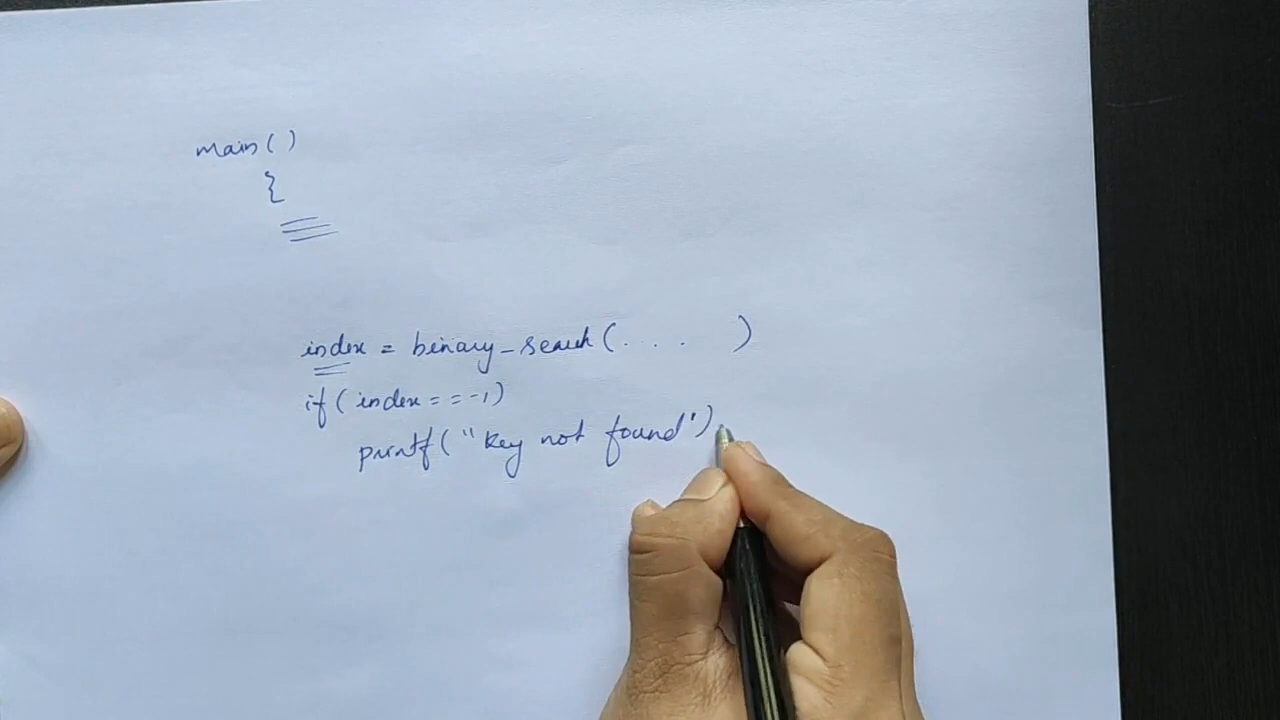 main()
{
index = binary_search(.... )
if(index==-1)
printf("key not found")